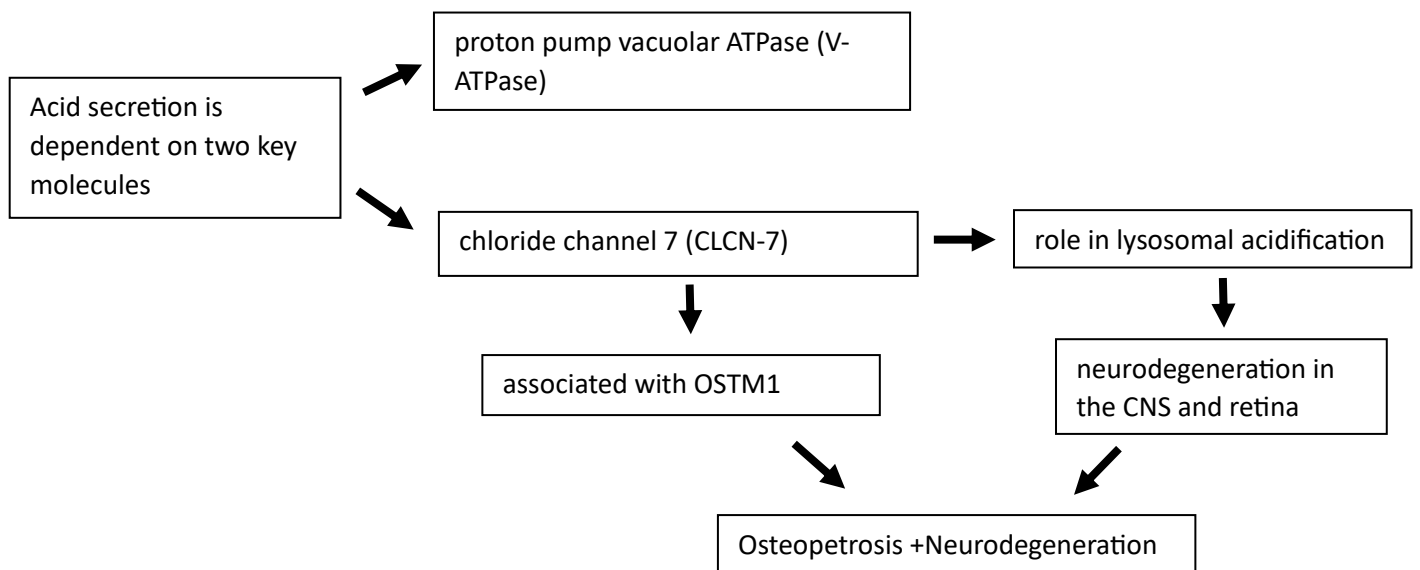 proton pump vacuolar ATPase (V-
ATPase)
Acid secretion is
dependent on two key
molecules
chloride channel 7 (CLCN-7)
role in lysosomal acidification
associated with OSTM1
neurodegeneration in
the CNS and retina
Osteopetrosis +Neurodegeneration